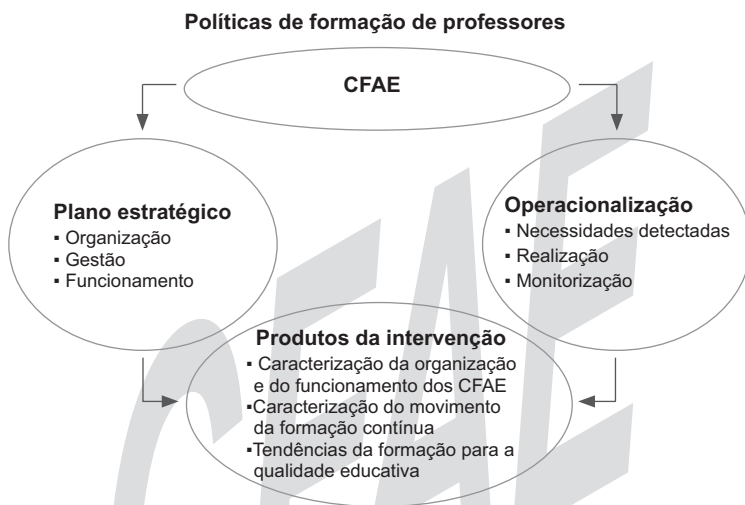 Políticas de formação de professores
CFAE
Plano estratégico
▪ Organização
▪ Gestão
▪ Funcionamento
Operacionalização
▪ Necessidades detectadas
▪ Realização
▪ Monitorização
Produtos da intervenção
▪ Caracterização da organização
e do funcionamento dos CFAE
▪Caracterização do movimento
da formação contínua
▪Tendências da formação para a
qualidade educativa
CFAE